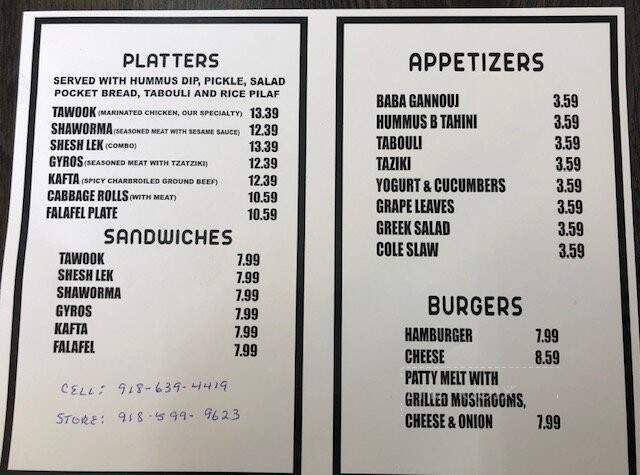 PLATTERS
SERVED WITH HUMMUS DIP, PICKLE, SALAD
POCKET BREAD, TABOULI AND RICE PILAF
TAWOOK (MARINATED CHICKEN, OUR SPECIALTY) 13.39
SHAWORMA (SEASONED MEAT WITH SESAME SAUCE) 12.39
SHESH LEK (COMBO) 13.39
GYROS (SEASONED MEAT WITH TZATZIKI) 12.39
KAFTA (SPICY CHARBROILED GROUND BEEF) 12.39
CABBAGE ROLLS (WITH MEAT) 10.59
FALAFEL PLATE 10.59
SANDWICHES
TAWOOK 7.99
SHESH LEK 7.99
SHAWORMA 7.99
GYROS 7.99
KAFTA 7.99
FALAFEL 7.99
CELL: 918-639-4419
STORE: 918-599-9623
APPETIZERS
BABA GANNOUJ 3.59
HUMMUS B TAHINI 3.59
TABOULI 3.59
TAZIKI 3.59
YOGURT & CUCUMBERS 3.59
GRAPE LEAVES 3.59
GREEK SALAD 3.59
COLE SLAW 3.59
BURGERS
HAMBURGER 7.99
CHEESE 8.59
PATTY MELT WITH
GRILLED MUSHROOMS,
CHEESE & ONION 7.99